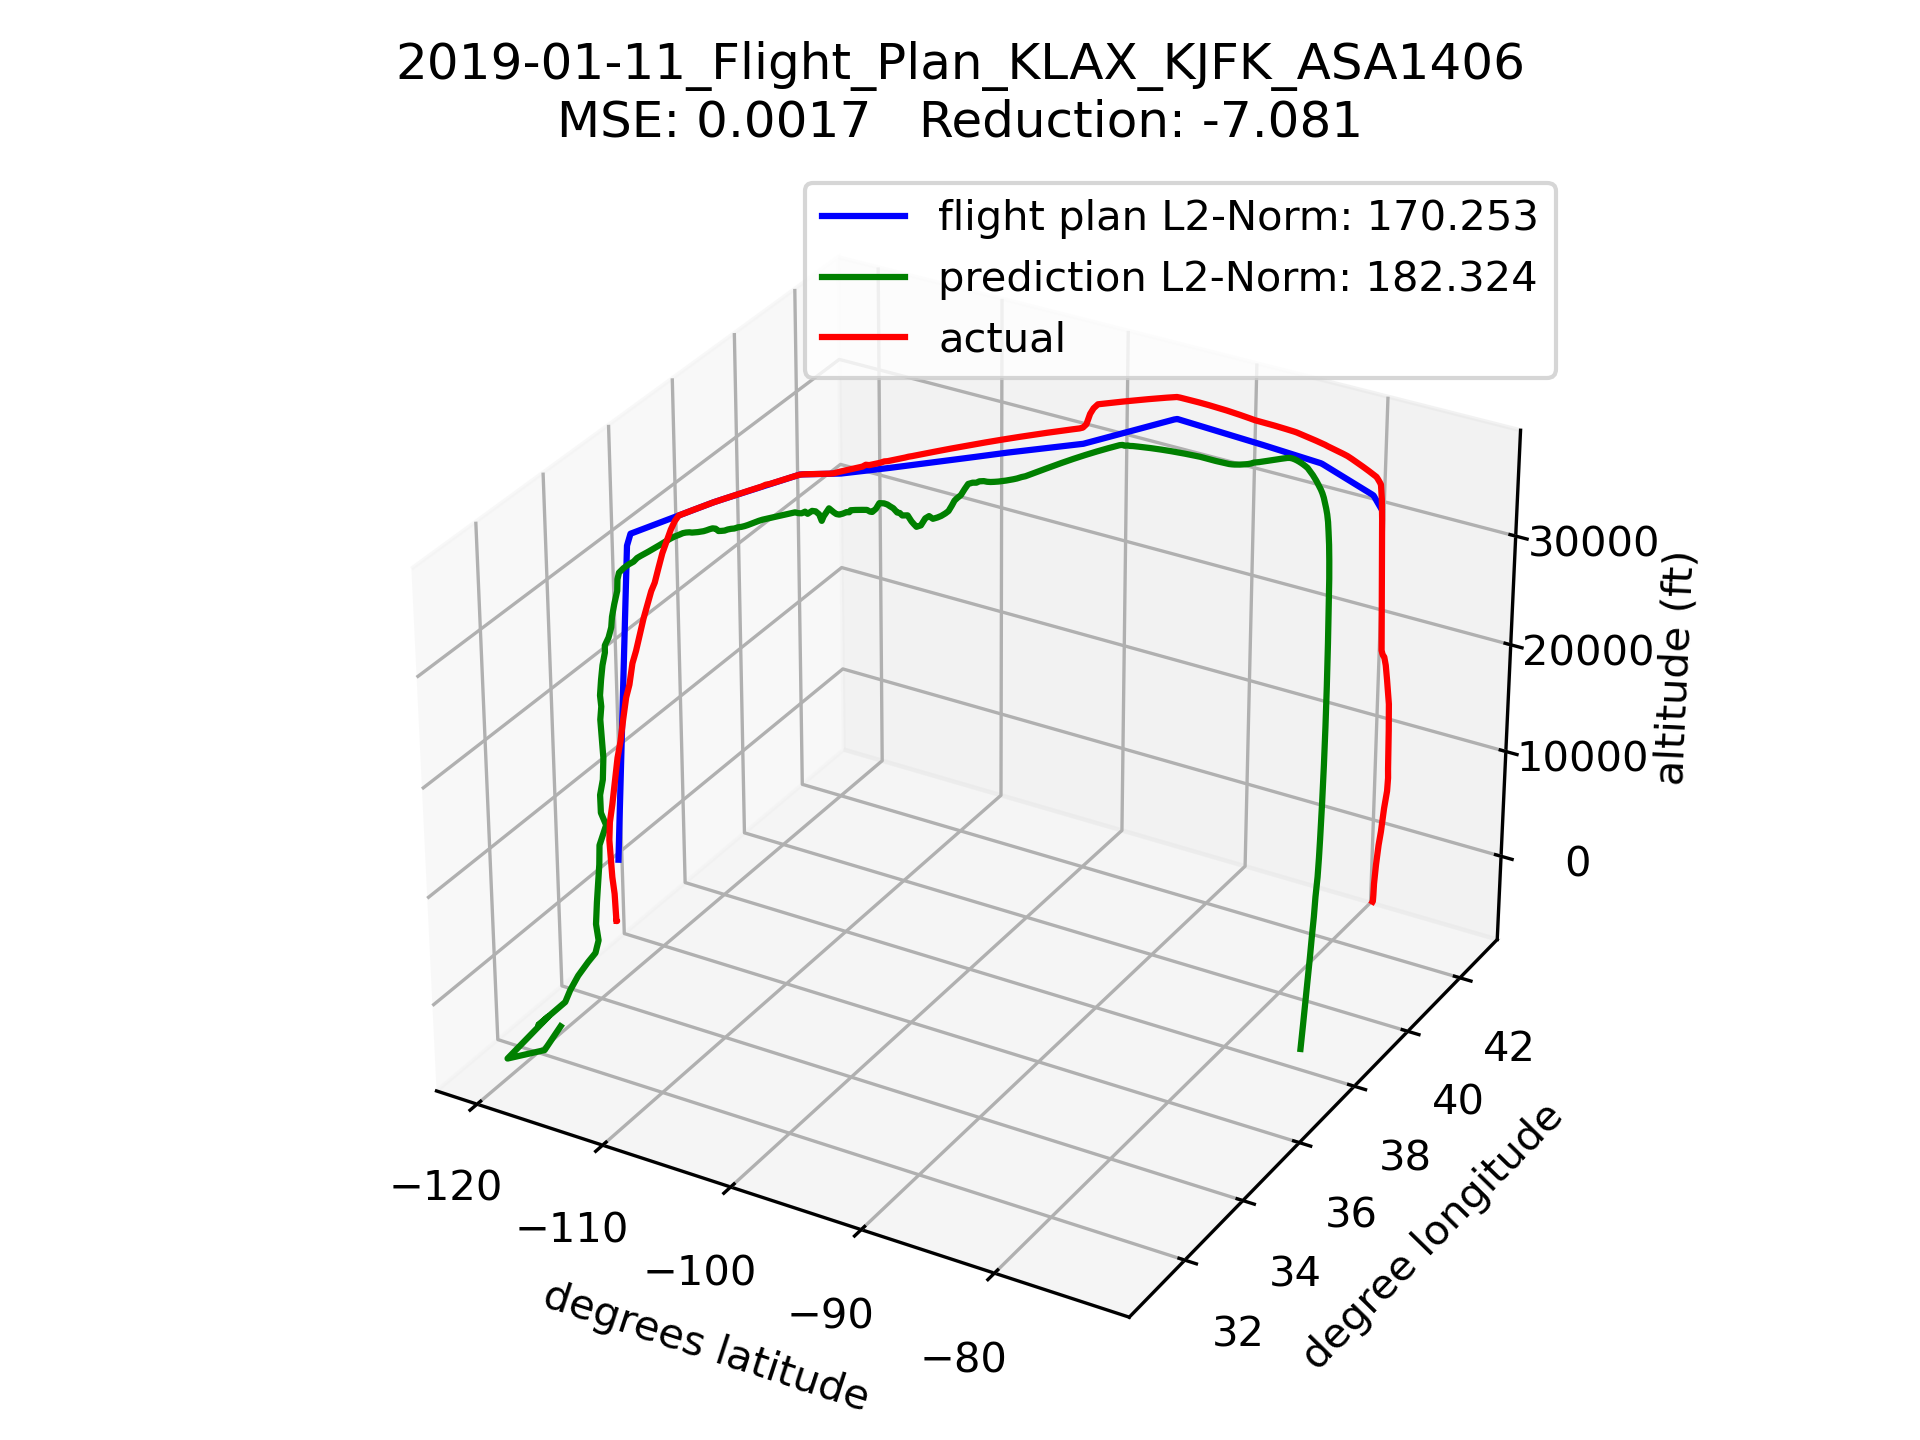 2019-01-11_Flight_Plan_KLAX_KJFK_ASA1406
MSE: 0.0017   Reduction: -7.081
flight plan L2-Norm: 170.253
prediction L2-Norm: 182.324
actual
30000
20000
10000
0
altitude (ft)
42
40
38
36
34
32
degree longitude
−120
−110
−100
−90
−80
degrees latitude